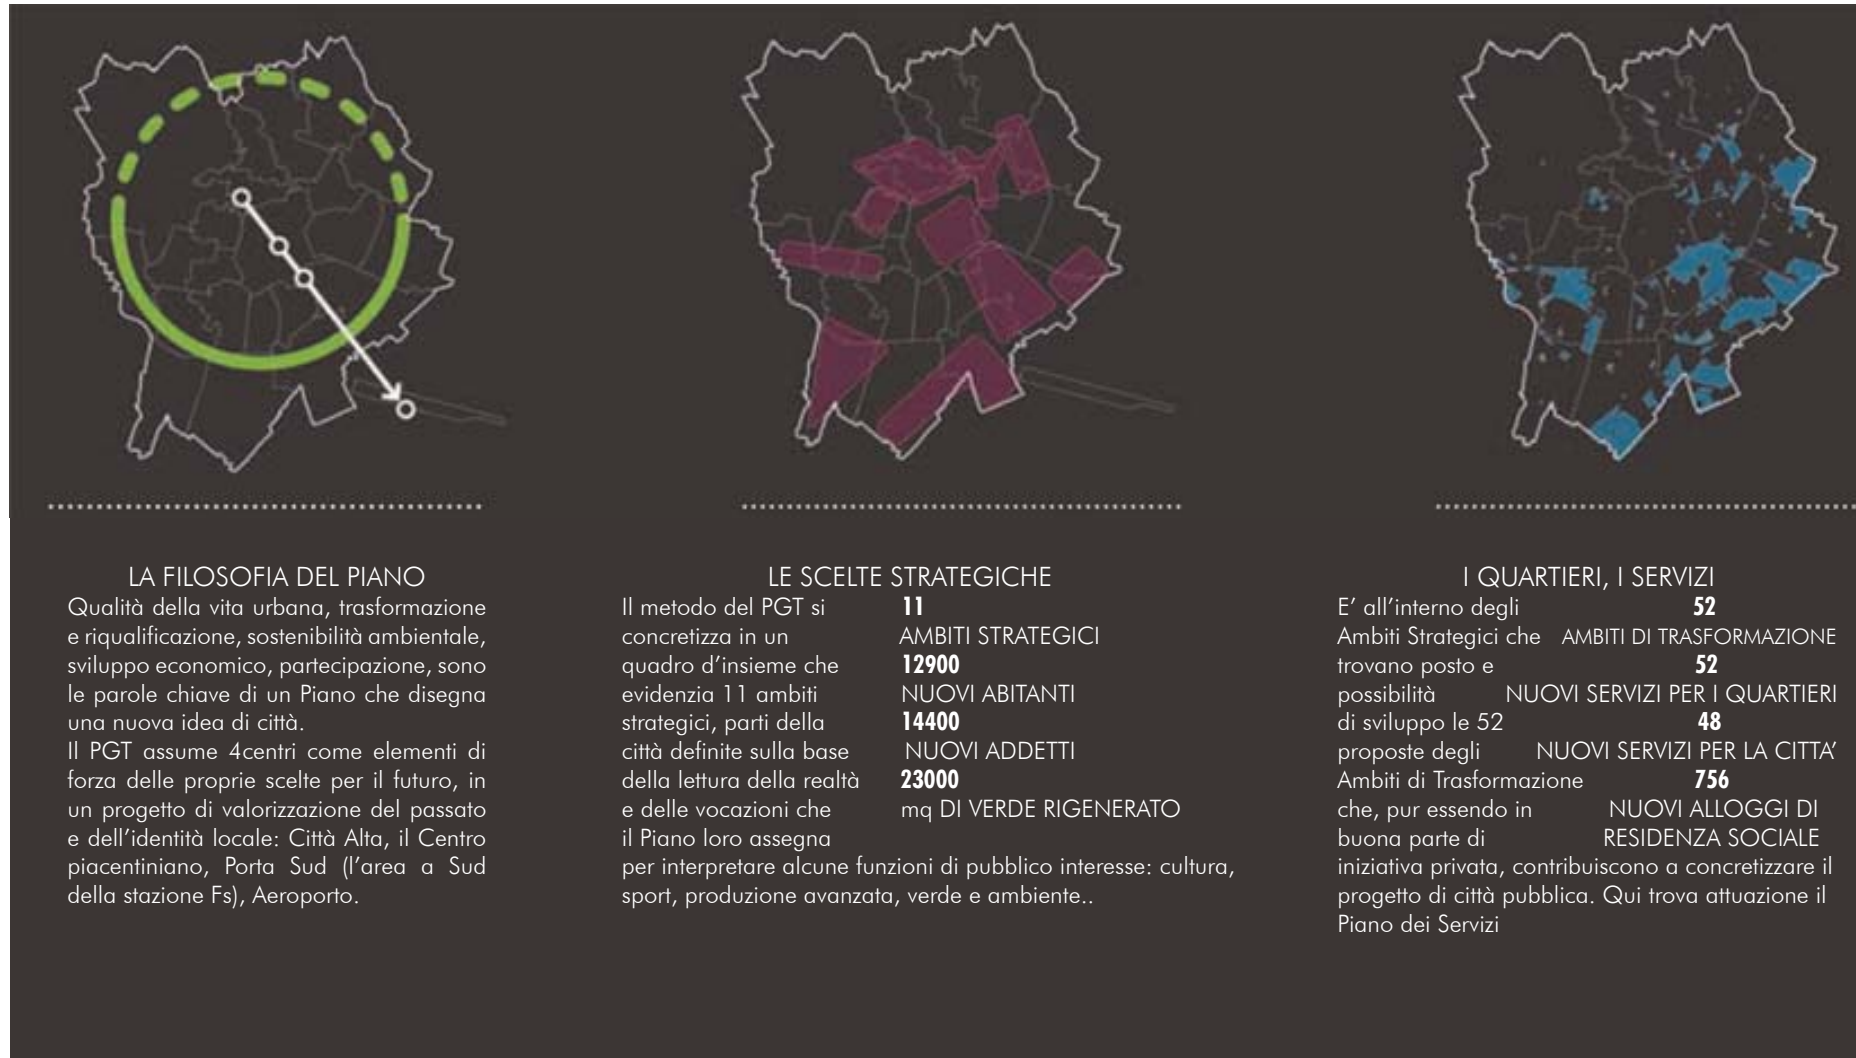 LA FILOSOFIA DEL PIANO
Qualità della vita urbana, trasformazione
e riqualificazione, sostenibilità ambientale,
sviluppo economico, partecipazione, sono
le parole chiave di un Piano che disegna
una nuova idea di città.
Il PGT assume 4centri come elementi di
forza delle proprie scelte per il futuro, in
un progetto di valorizzazione del passato
e dell'identità locale: Città Alta, il Centro
piacentiniano, Porta Sud (l'area a Sud
della stazione Fs), Aeroporto.
LE SCELTE STRATEGICHE
Il metodo del PGT si
concretizza in un
quadro d'insieme che
evidenzia 11 ambiti
strategici, parti della
città definite sulla base
della lettura della realtà
e delle vocazioni che
il Piano loro assegna
per interpretare alcune funzioni di pubblico interesse: cultura,
sport, produzione avanzata, verde e ambiente..
11
AMBITI STRATEGICI
12900
NUOVI ABITANTI
14400
NUOVI ADDETTI
23000
mq DI VERDE RIGENERATO
I QUARTIERI, I SERVIZI
E' all'interno degli
Ambiti Strategici che
trovano posto e
possibilità
di sviluppo le 52
proposte degli
Ambiti di Trasformazione
che, pur essendo in
buona parte di
iniziativa privata, contribuiscono a concretizzare il
progetto di città pubblica. Qui trova attuazione il
Piano dei Servizi
52
AMBITI DI TRASFORMAZIONE
52
NUOVI SERVIZI PER I QUARTIERI
48
NUOVI SERVIZI PER LA CITTA'
756
NUOVI ALLOGGI DI
RESIDENZA SOCIALE